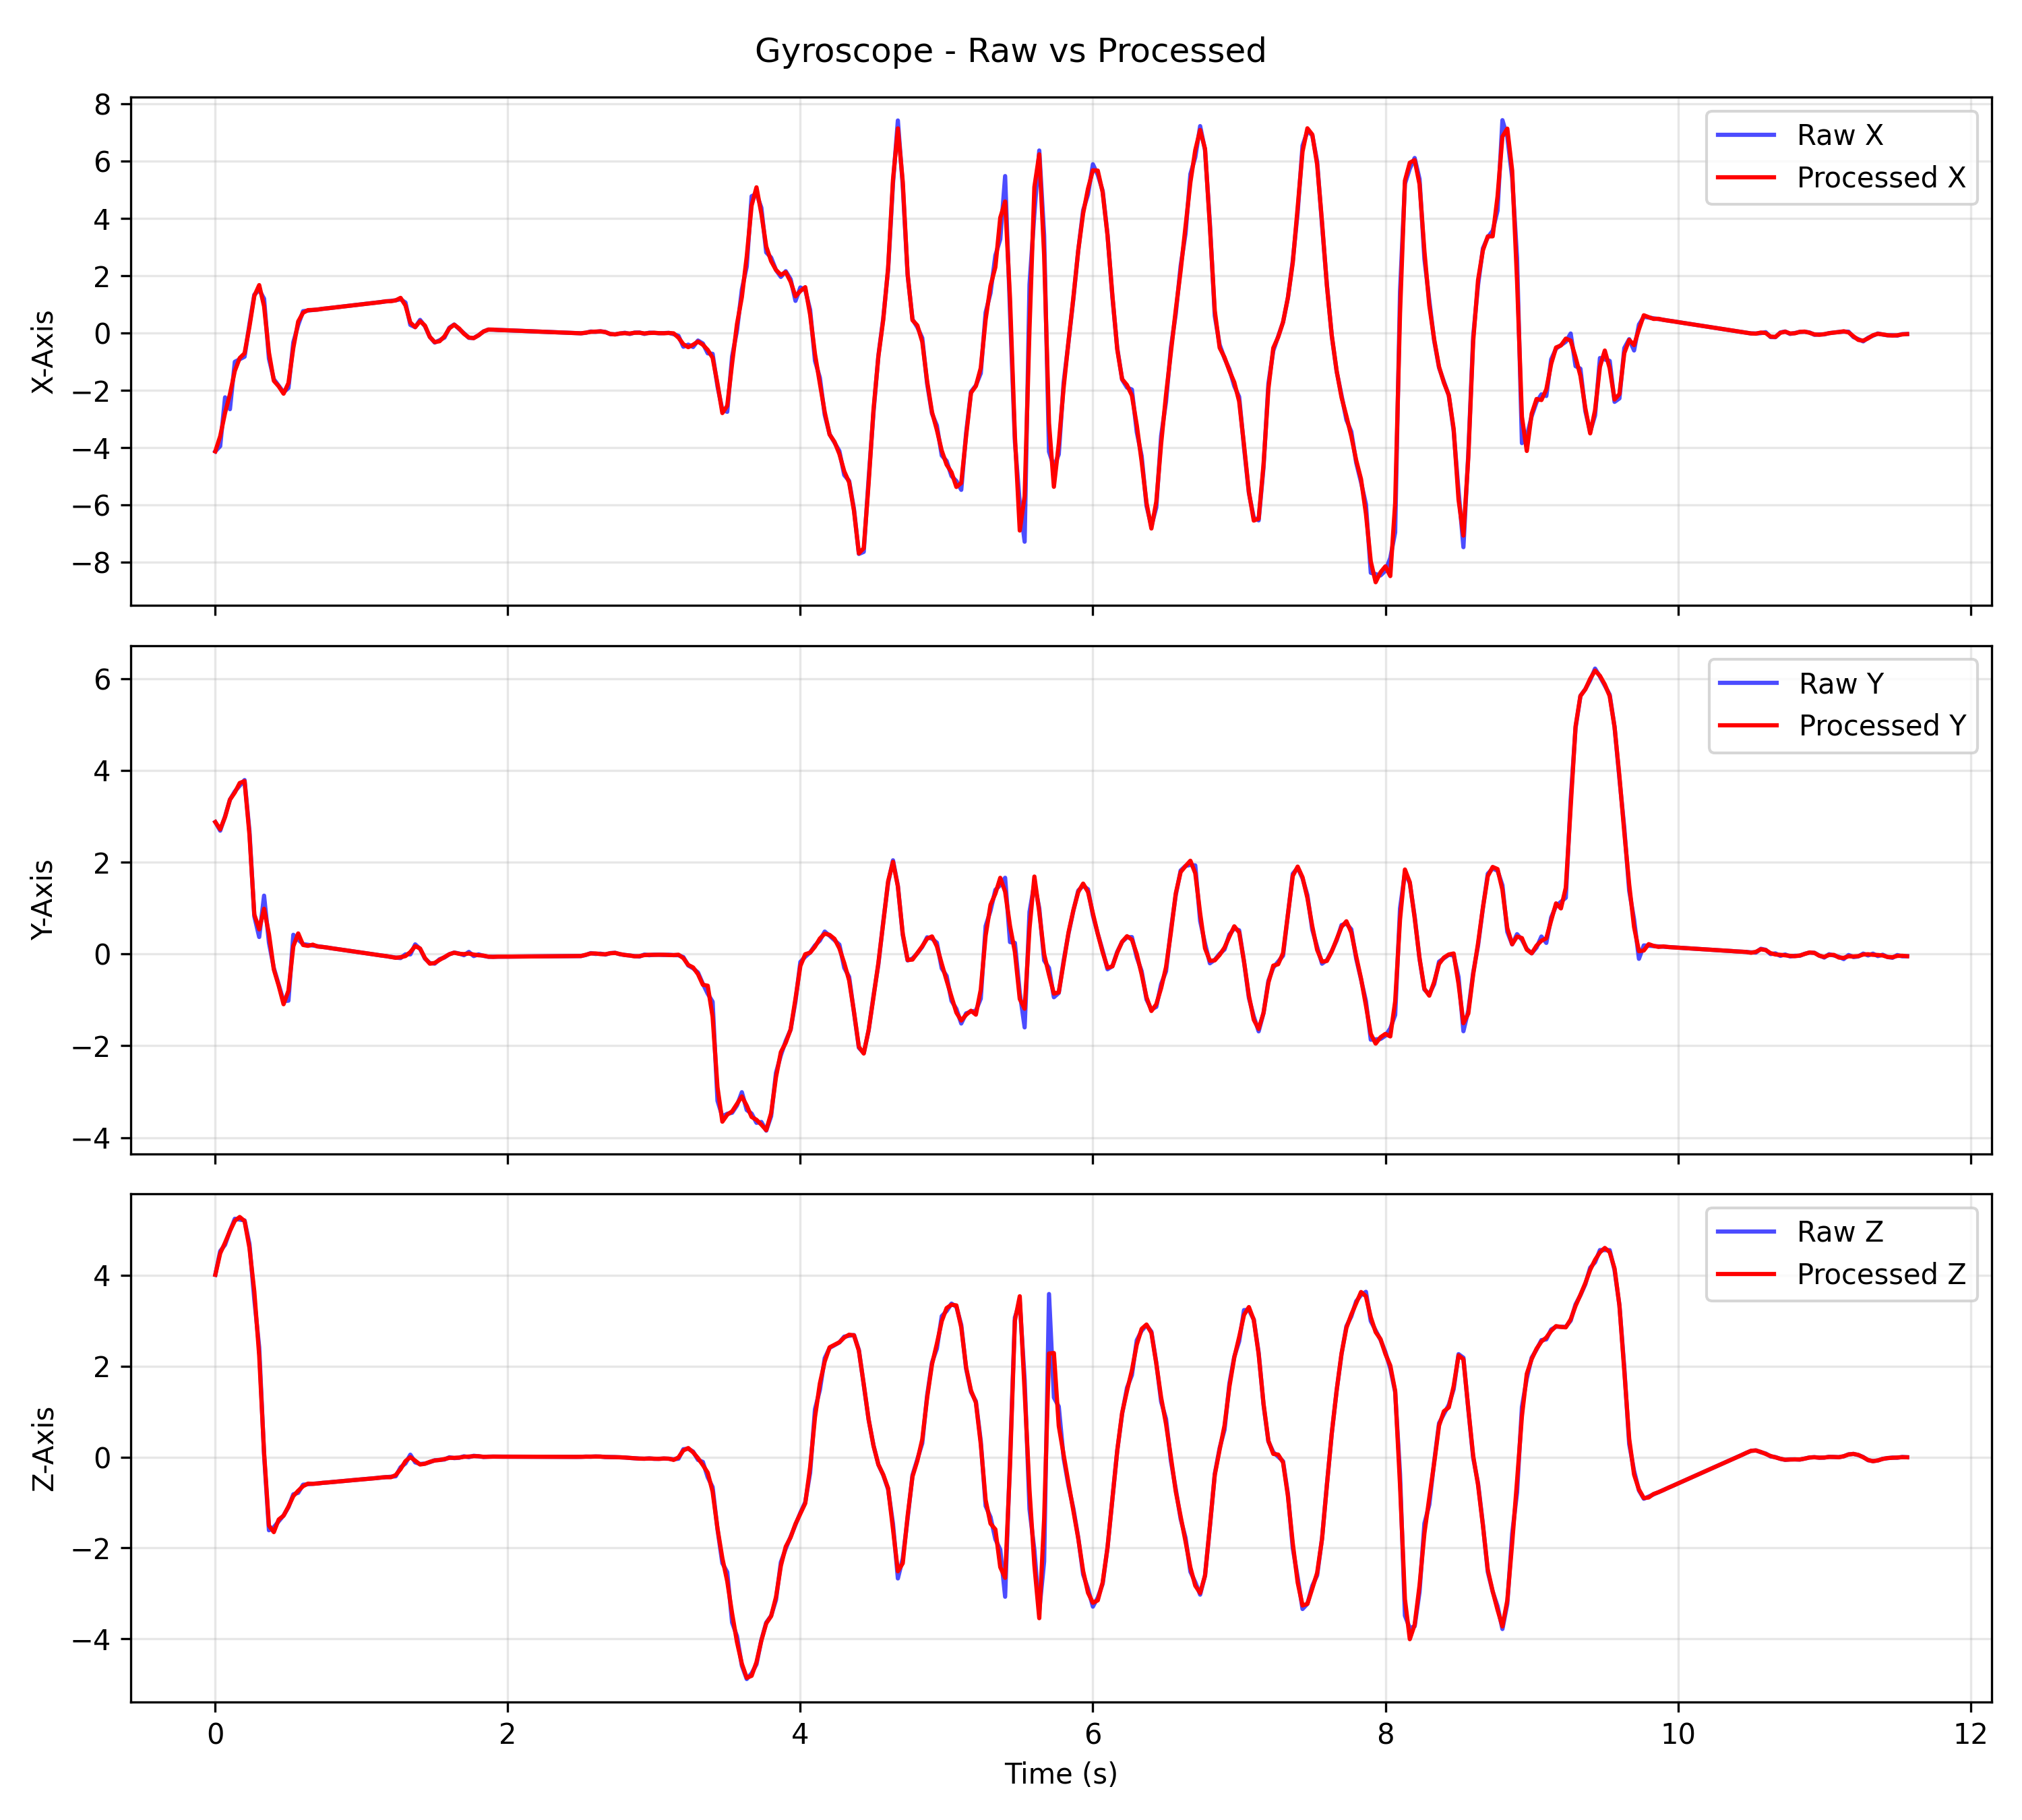 Gyroscope - Raw vs Processed
8
6
4
2
0
−2
−4
−6
−8
X-Axis
Raw X
Processed X
6
4
2
0
−2
−4
Y-Axis
Raw Y
Processed Y
4
2
0
−2
−4
Z-Axis
Raw Z
Processed Z
0 2 4 6 8 10 12
Time (s)